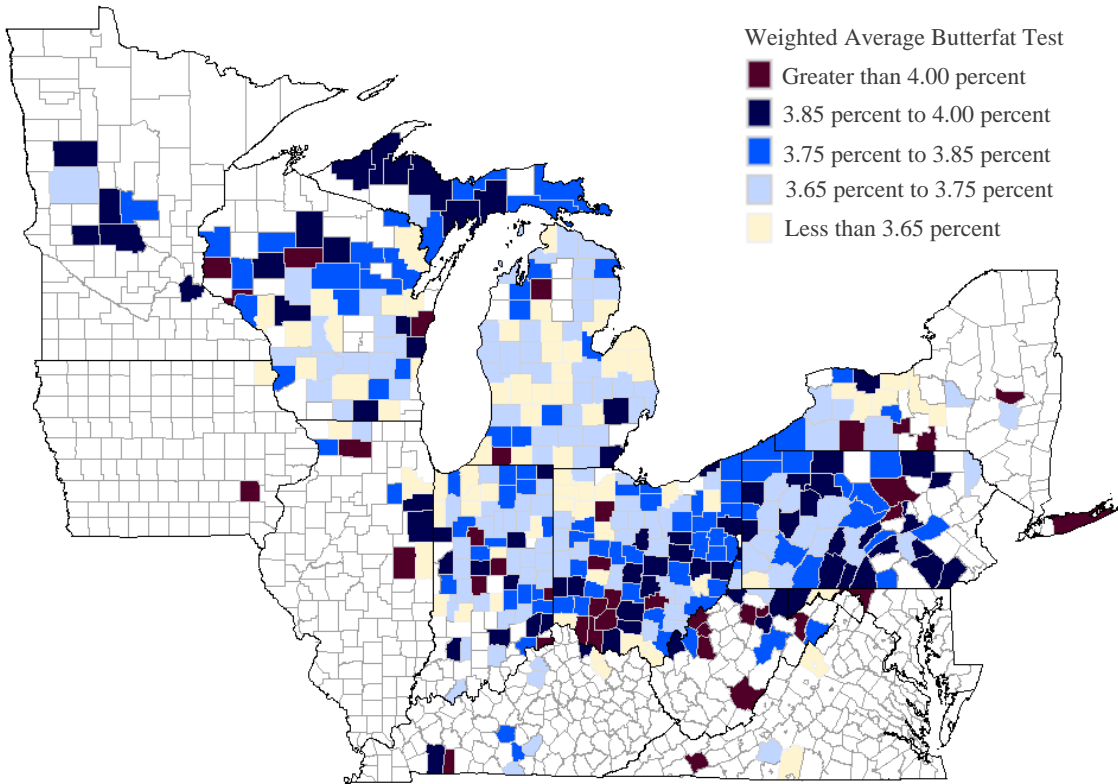 Weighted Average Butterfat Test
Greater than 4.00 percent
3.85 percent to 4.00 percent
3.75 percent to 3.85 percent
3.65 percent to 3.75 percent
Less than 3.65 percent